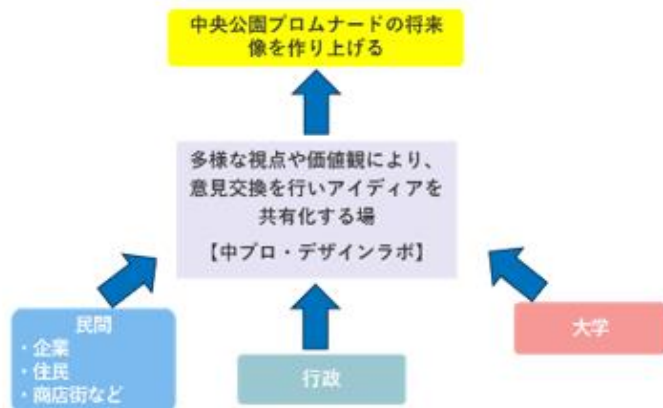 中央公園プロムナードの将来
像を作り上げる
多様な視点や価値観により、
意見交換を行いアイディアを
共有化する場
【中プロ・デザインラボ】
民間
・企業
・住民
・商店街など
行政
大学